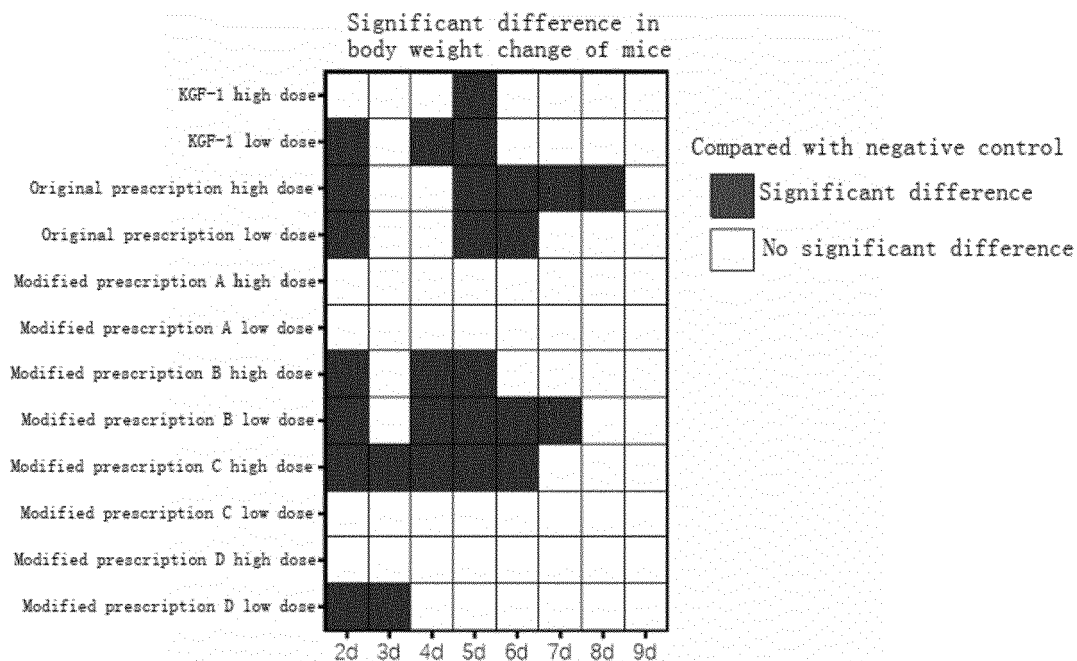 Significant difference in
body weight change of mice
KGF-1 high dose
KGF-1 low dose
Original prescription high dose
Original prescription low dose
Modified prescription A high dose
Modified prescription A low dose
Modified prescription B high dose
Modified prescription B low dose
Modified prescription C high dose
Modified prescription C low dose
Modified prescription D high dose
Modified prescription D low dose
2d 3d 4d 5d 6d 7d 8d 9d
Compared with negative control
Significant difference
No significant difference